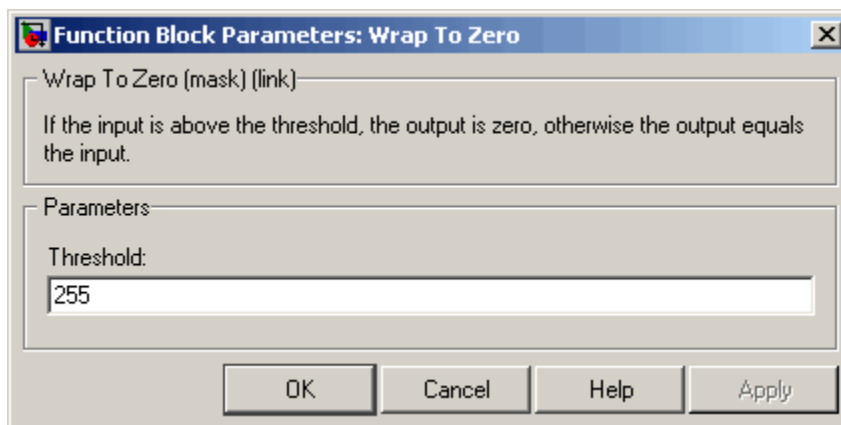 Function Block Parameters: Wrap To Zero
Wrap To Zero (mask) (link)
If the input is above the threshold, the output is zero, otherwise the output equals
the input.
Parameters
Threshold:
255
OK
Cancel
Help
Apply